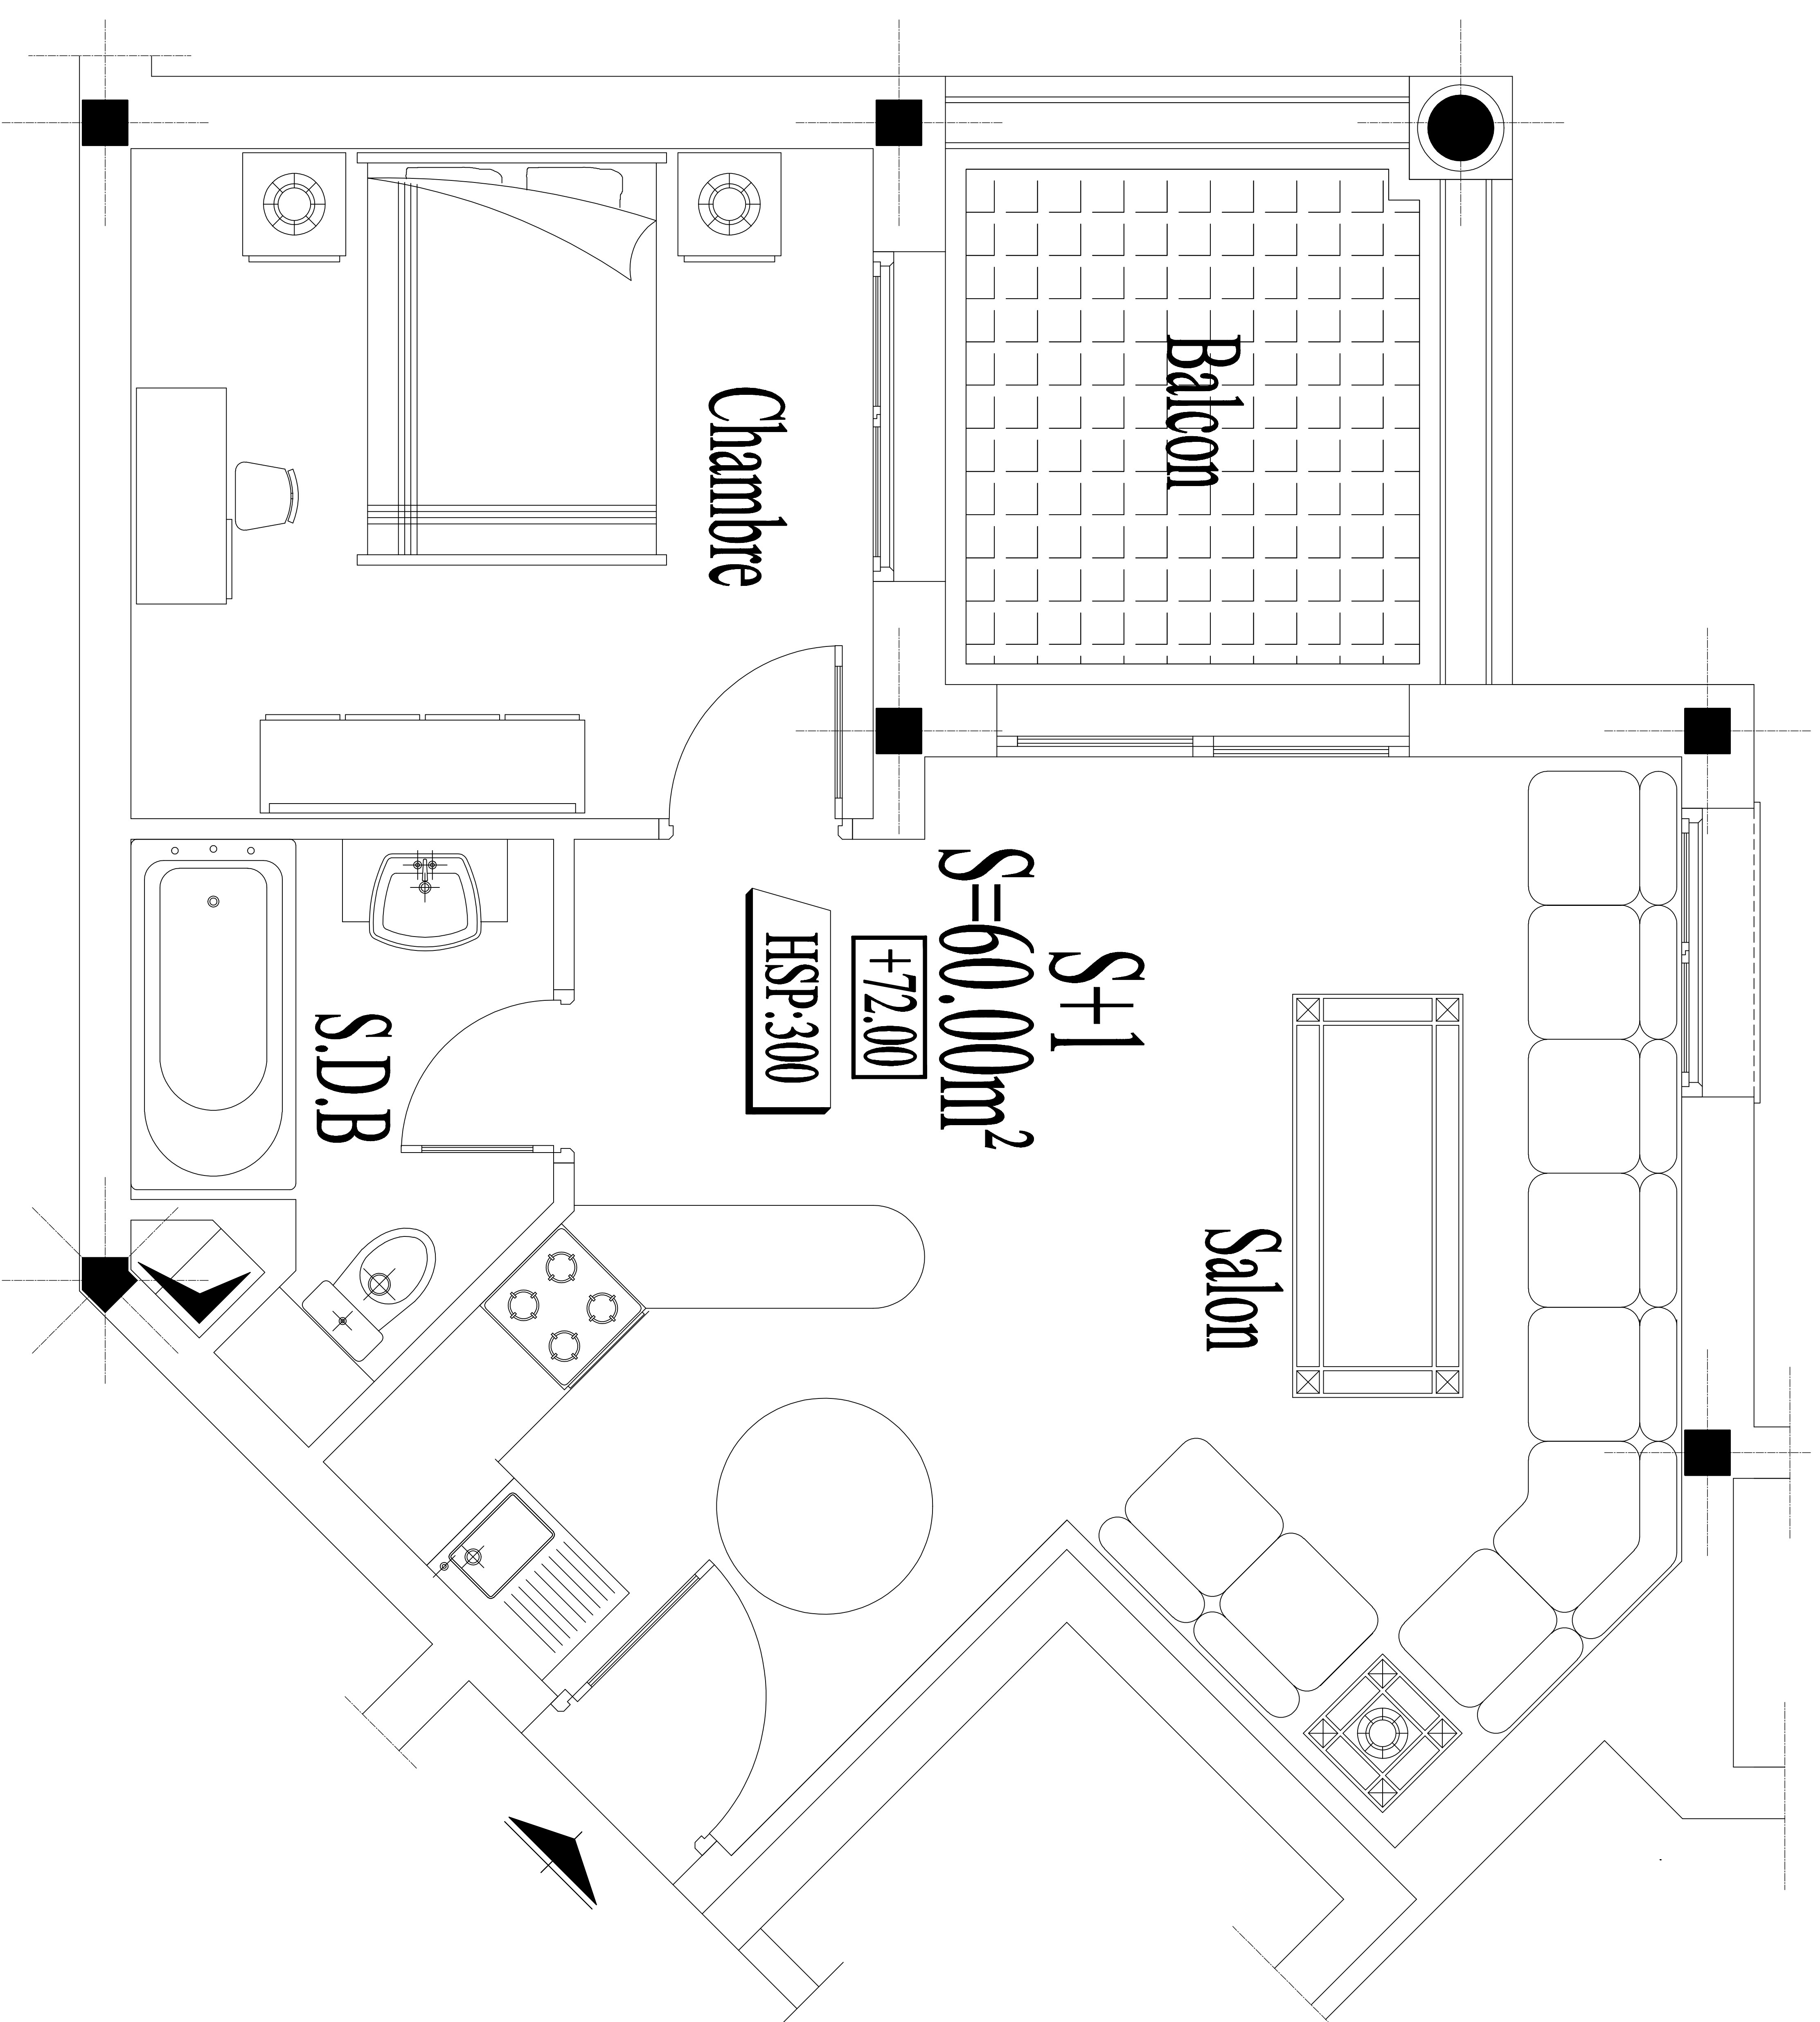 Balcon
Chambre
S+1
S=60.00m²
+72.00
HSP:300
S.D.B
Salon